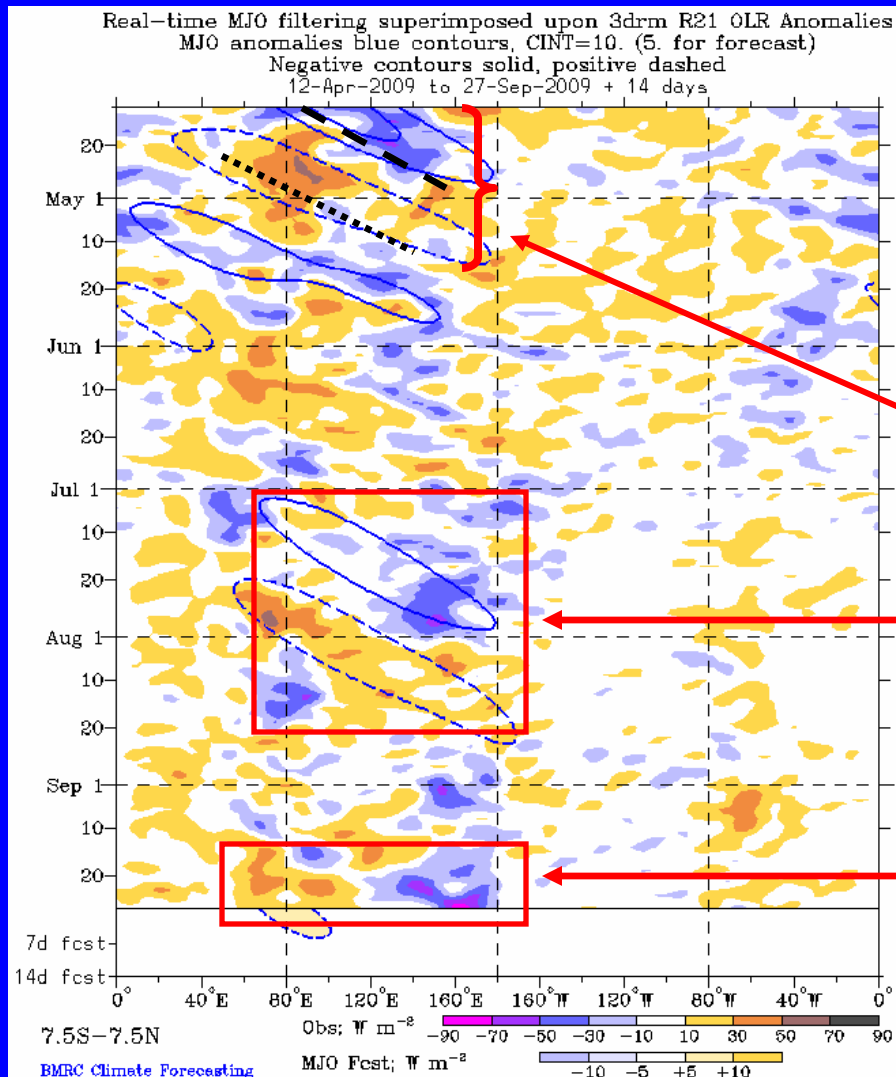 Real-time MJO filtering superimposed upon 3drm R21 OLR Anomalies
MJO anomalies blue contours, CINT=10. (5. for forecast)
Negative contours solid, positive dashed
12-Apr-2009 to 27-Sep-2009 + 14 days
20
May 1
10
20
Jun 1
10
20
Jul 1
10
20
Aug 1
10
20
Sep 1
10
20
7d fcst
14d fcst
0° 40°E 80°E 120°E 160°E 160°W 120°W 80°W 40°W 0°
7.5S-7.5N
Obs; W m⁻²
-90 -70 -50 -30 -10 10 30 50 70 90
BMRC Climate Forecasting
MJO Fcst; W m⁻²
-10 -5 +5 +10